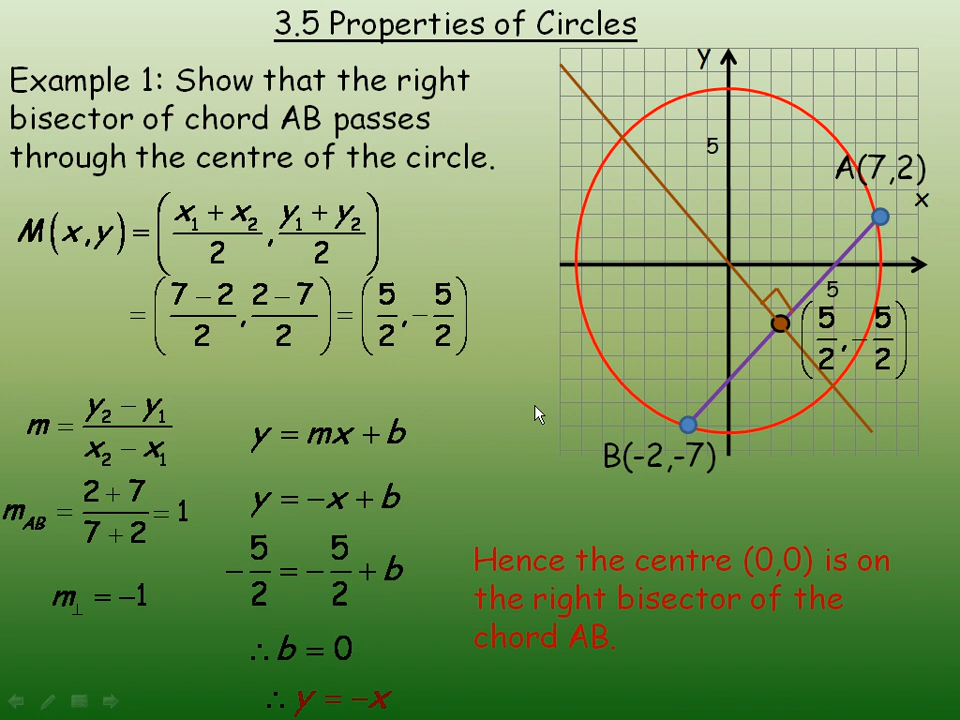 3.5 Properties of Circles
Example 1: Show that the right
bisector of chord AB passes
through the centre of the circle.
M(x,y) = ((x₁ + x₂)/2, (y₁ + y₂)/2)
= ((7 − 2)/2, (2 − 7)/2) = (5/2, −5/2)
m = (y₂ − y₁)/(x₂ − x₁)
m_AB = (2 + 7)/(7 + 2) = 1
m⊥ = −1
y = mx + b
y = −x + b
−5/2 = −5/2 + b
∴ b = 0
∴ y = −x
y
5
A(7,2)
x
5
(5/2, −5/2)
B(-2,-7)
Hence the centre (0,0) is on
the right bisector of the
chord AB.